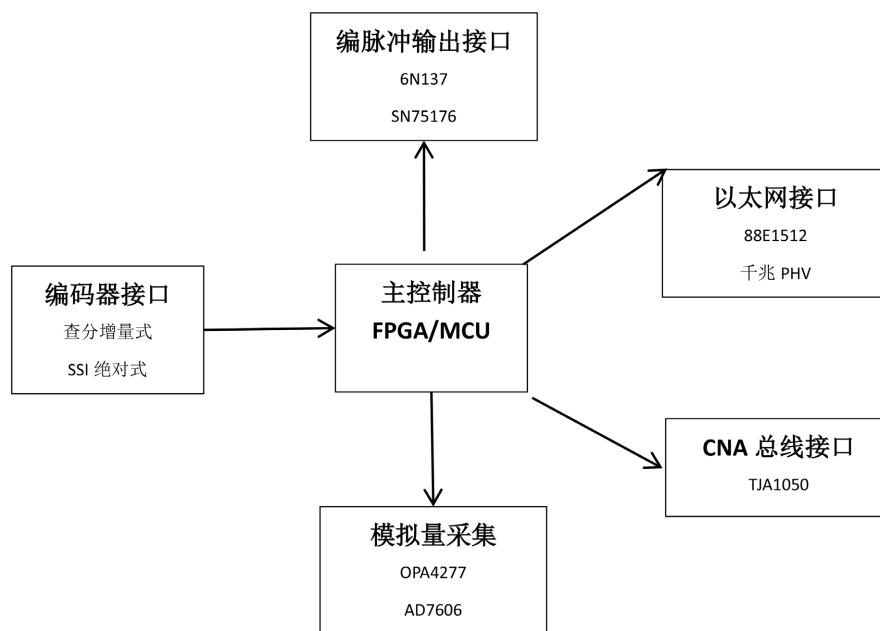 编脉冲输出接口
6N137
SN75176
以太网接口
88E1512
千兆 PHV
编码器接口
查分增量式
SSI 绝对式
主控制器
FPGA/MCU
CNA 总线接口
TJA1050
模拟量采集
OPA4277
AD7606